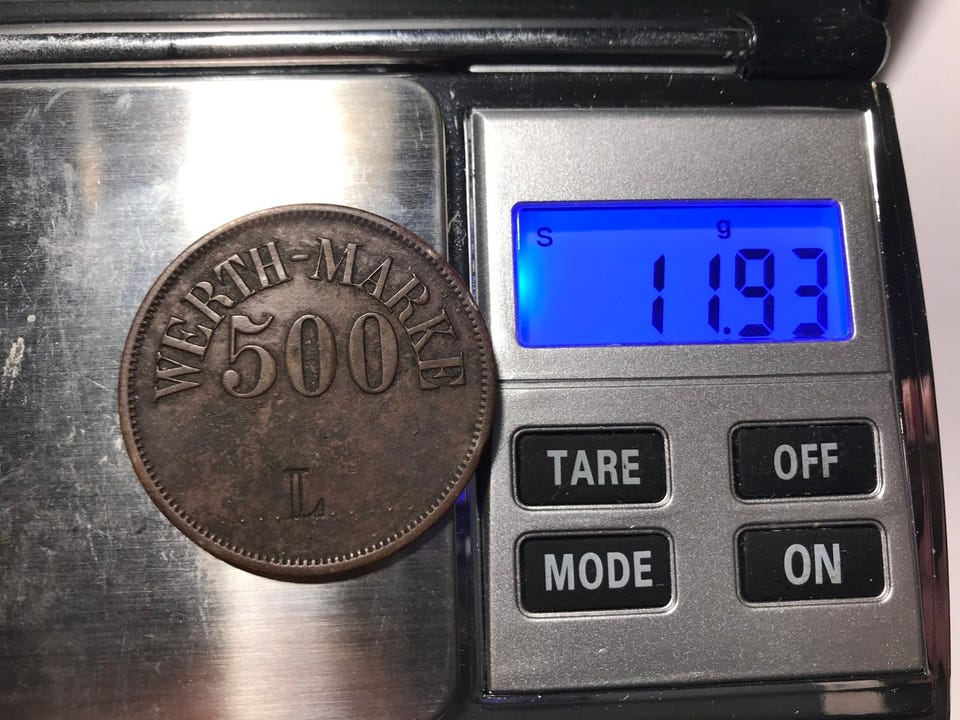 WERTH-MARKE
500
L
S g
11.93
TARE OFF
MODE ON